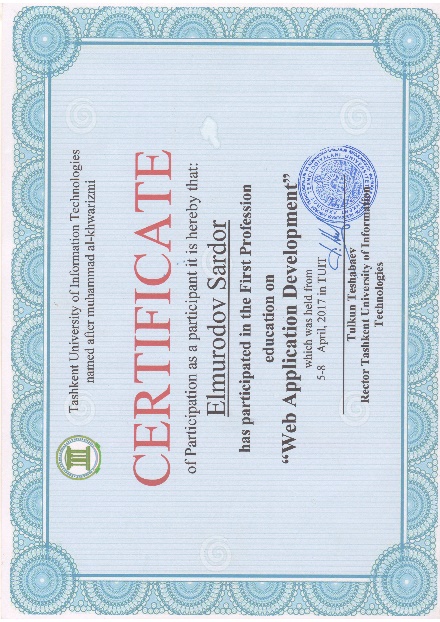 Tashkent University of Information Technologies
named after muhammad al-khwarizmi
CERTIFICATE
of Participation as a participant it is hereby that:
Elmurodov Sardor
has participated in the First Profession
education on
“Web Application Development”
which was held from
5-8 April, 2017 in TUIT
Tulkun Teshabaev
Rector Tashkent University of Information
Technologies